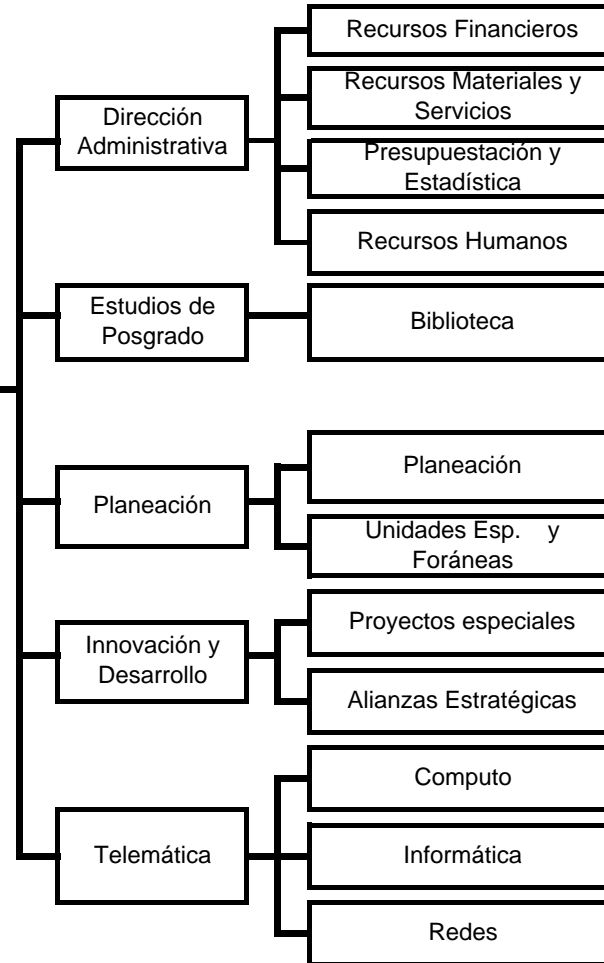 Recursos Financieros
Recursos Materiales y
Servicios
Dirección
Administrativa
Presupuestación y
Estadística
Recursos Humanos
Estudios de
Posgrado
Biblioteca
Planeación
Planeación
Unidades Esp. y
Foráneas
Innovación y
Desarrollo
Proyectos especiales
Alianzas Estratégicas
Telemática
Computo
Informática
Redes